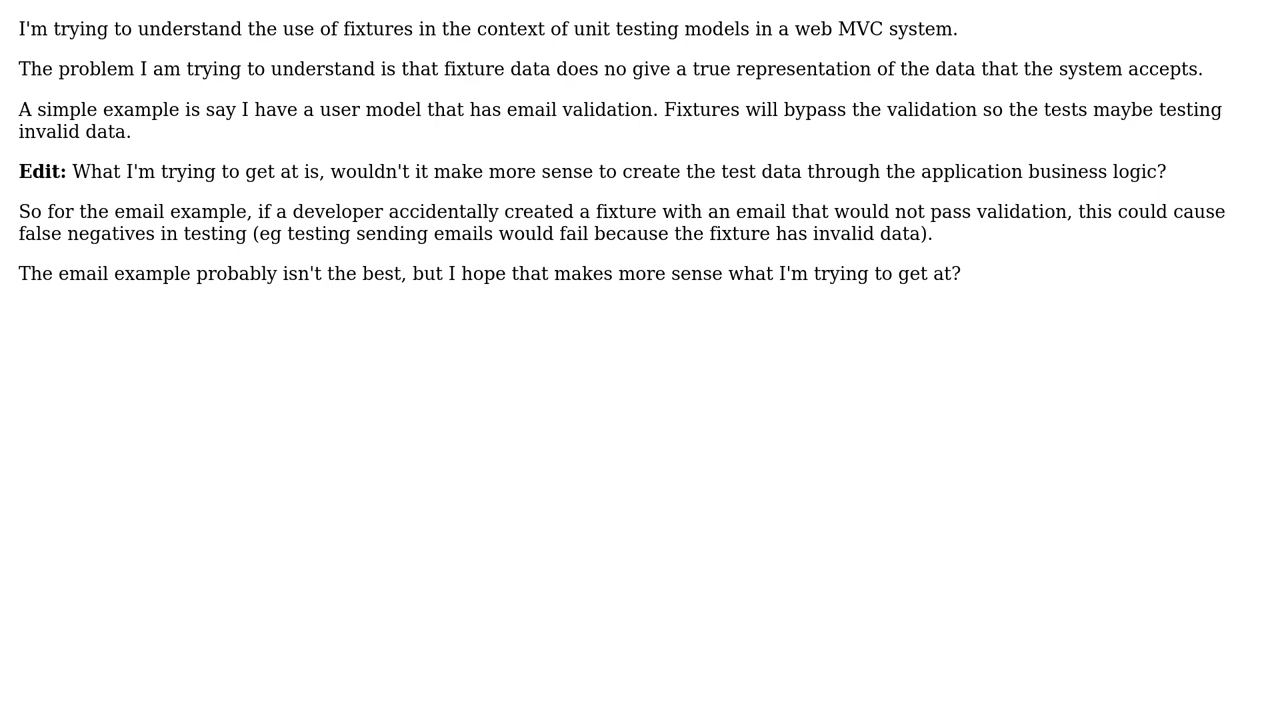 I'm trying to understand the use of fixtures in the context of unit testing models in a web MVC system.
The problem I am trying to understand is that fixture data does no give a true representation of the data that the system accepts.
A simple example is say I have a user model that has email validation. Fixtures will bypass the validation so the tests maybe testing
invalid data.
Edit: What I'm trying to get at is, wouldn't it make more sense to create the test data through the application business logic?
So for the email example, if a developer accidentally created a fixture with an email that would not pass validation, this could cause
false negatives in testing (eg testing sending emails would fail because the fixture has invalid data).
The email example probably isn't the best, but I hope that makes more sense what I'm trying to get at?